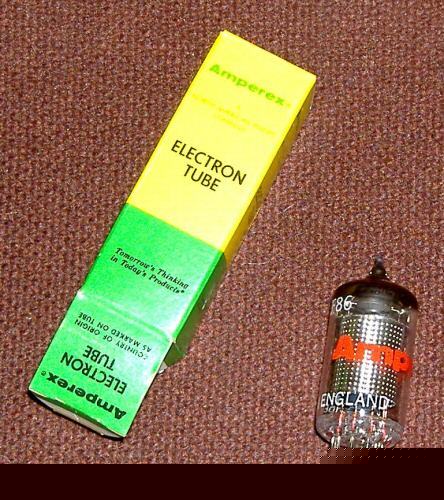 Amperex®
ELECTRON
TUBE
Tomorrow's Thinking
in Today's Products®
COUNTRY OF ORIGIN
AS MARKED ON TUBE
ELECTRON
TUBE
Amperex®
86
Amp
ENGLAND